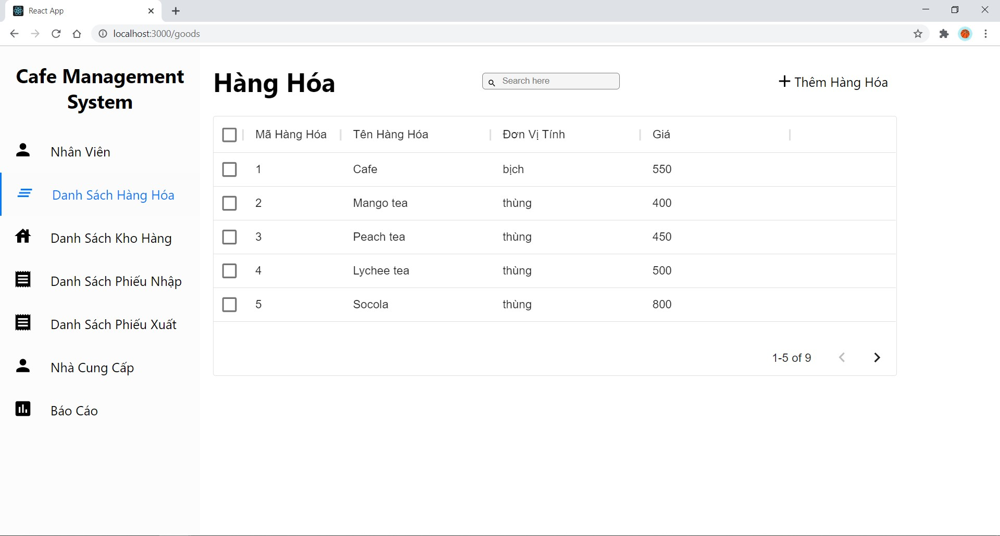 React App
localhost:3000/goods
Cafe Management
System
Nhân Viên
Danh Sách Hàng Hóa
Danh Sách Kho Hàng
Danh Sách Phiếu Nhập
Danh Sách Phiếu Xuất
Nhà Cung Cấp
Báo Cáo
Hàng Hóa
Search here
Thêm Hàng Hóa
Mã Hàng Hóa Tên Hàng Hóa Đơn Vị Tính Giá
1 Cafe bịch 550
2 Mango tea thùng 400
3 Peach tea thùng 450
4 Lychee tea thùng 500
5 Socola thùng 800
1-5 of 9